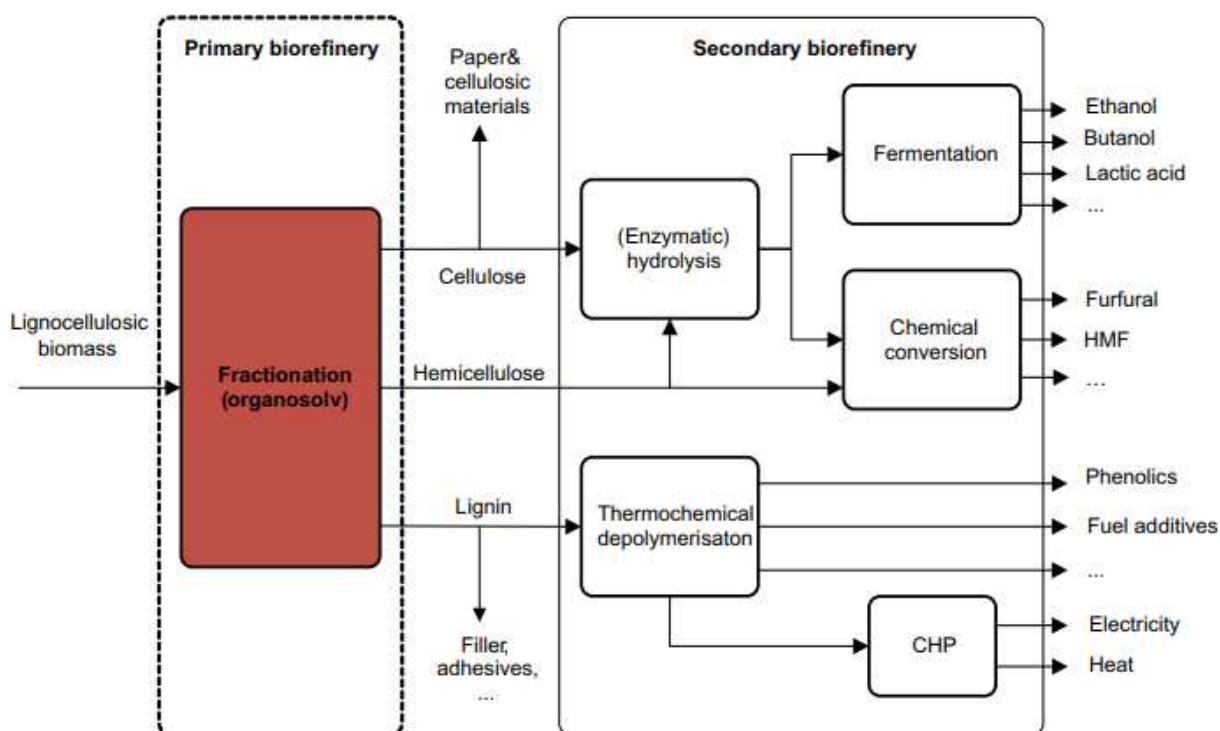 Primary biorefinery
Secondary biorefinery
Paper&
cellulosic
materials
Ethanol
Butanol
Lactic acid
...
Fermentation
(Enzymatic)
hydrolysis
Cellulose
Lignocellulosic
biomass
Fractionation
(organosolv)
Hemicellulose
Chemical
conversion
Furfural
HMF
...
Lignin
Thermochemical
depolymerisaton
Phenolics
Fuel additives
...
Filler,
adhesives,
...
CHP
Electricity
Heat